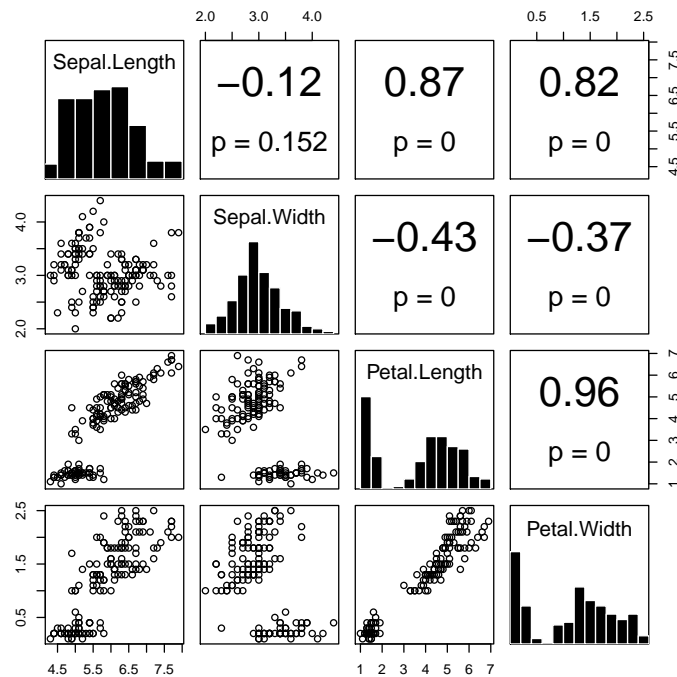 2.0 3.0 4.0
0.5 1.5 2.5
Sepal.Length
−0.12
p = 0.152
0.87
p = 0
0.82
p = 0
4.5 5.5 6.5 7.5
2.0 3.0 4.0
Sepal.Width
−0.43
p = 0
−0.37
p = 0
Petal.Length
0.96
p = 0
1 2 3 4 5 6 7
0.5 1.5 2.5
Petal.Width
4.5 5.5 6.5 7.5
1 2 3 4 5 6 7